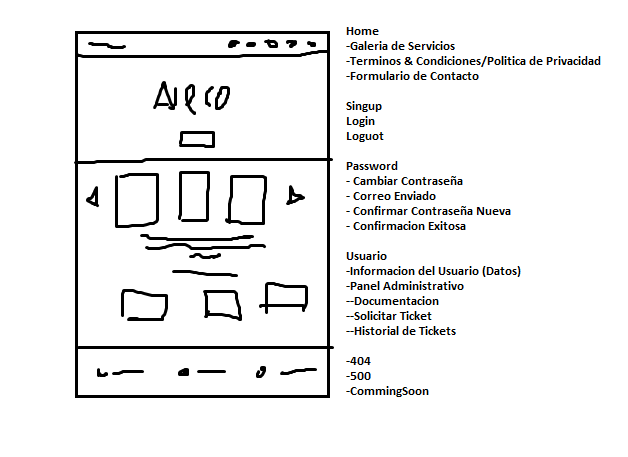 Home
-Galeria de Servicios
-Terminos & Condiciones/Politica de Privacidad
-Formulario de Contacto
Singup
Login
Loguot
Password
- Cambiar Contraseña
- Correo Enviado
- Confirmar Contraseña Nueva
- Confirmacion Exitosa
Usuario
-Informacion del Usuario (Datos)
-Panel Administrativo
--Documentacion
--Solicitar Ticket
--Historial de Tickets
-404
-500
-CommingSoon